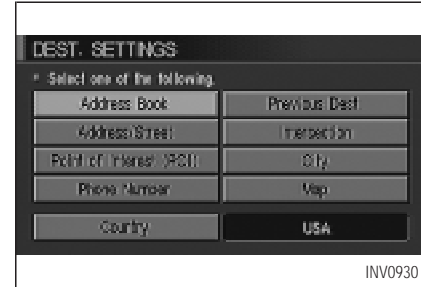 DEST. SETTINGS
Select one of the following.
Address Book
Previous Dest
Address/Street
Intersection
Point of Interest (POI)
City
Phone Number
Map
Country
USA
INV0930